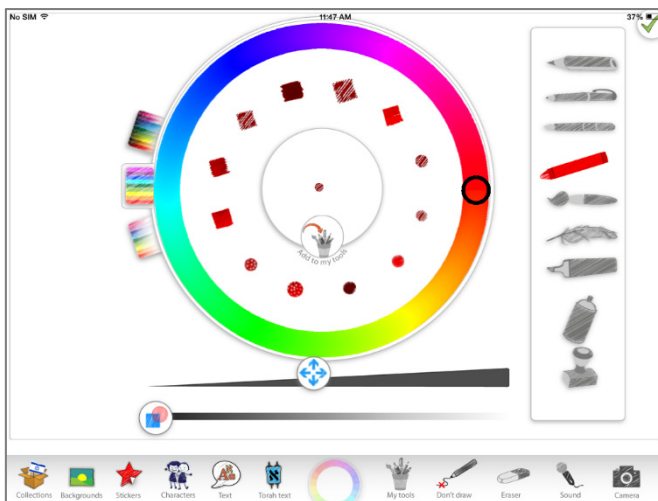 No SIM 11:47 AM 37%
Add to my tools
Collections Backgrounds Stickers Characters Text Torah text My tools Don't draw Eraser Sound Camera